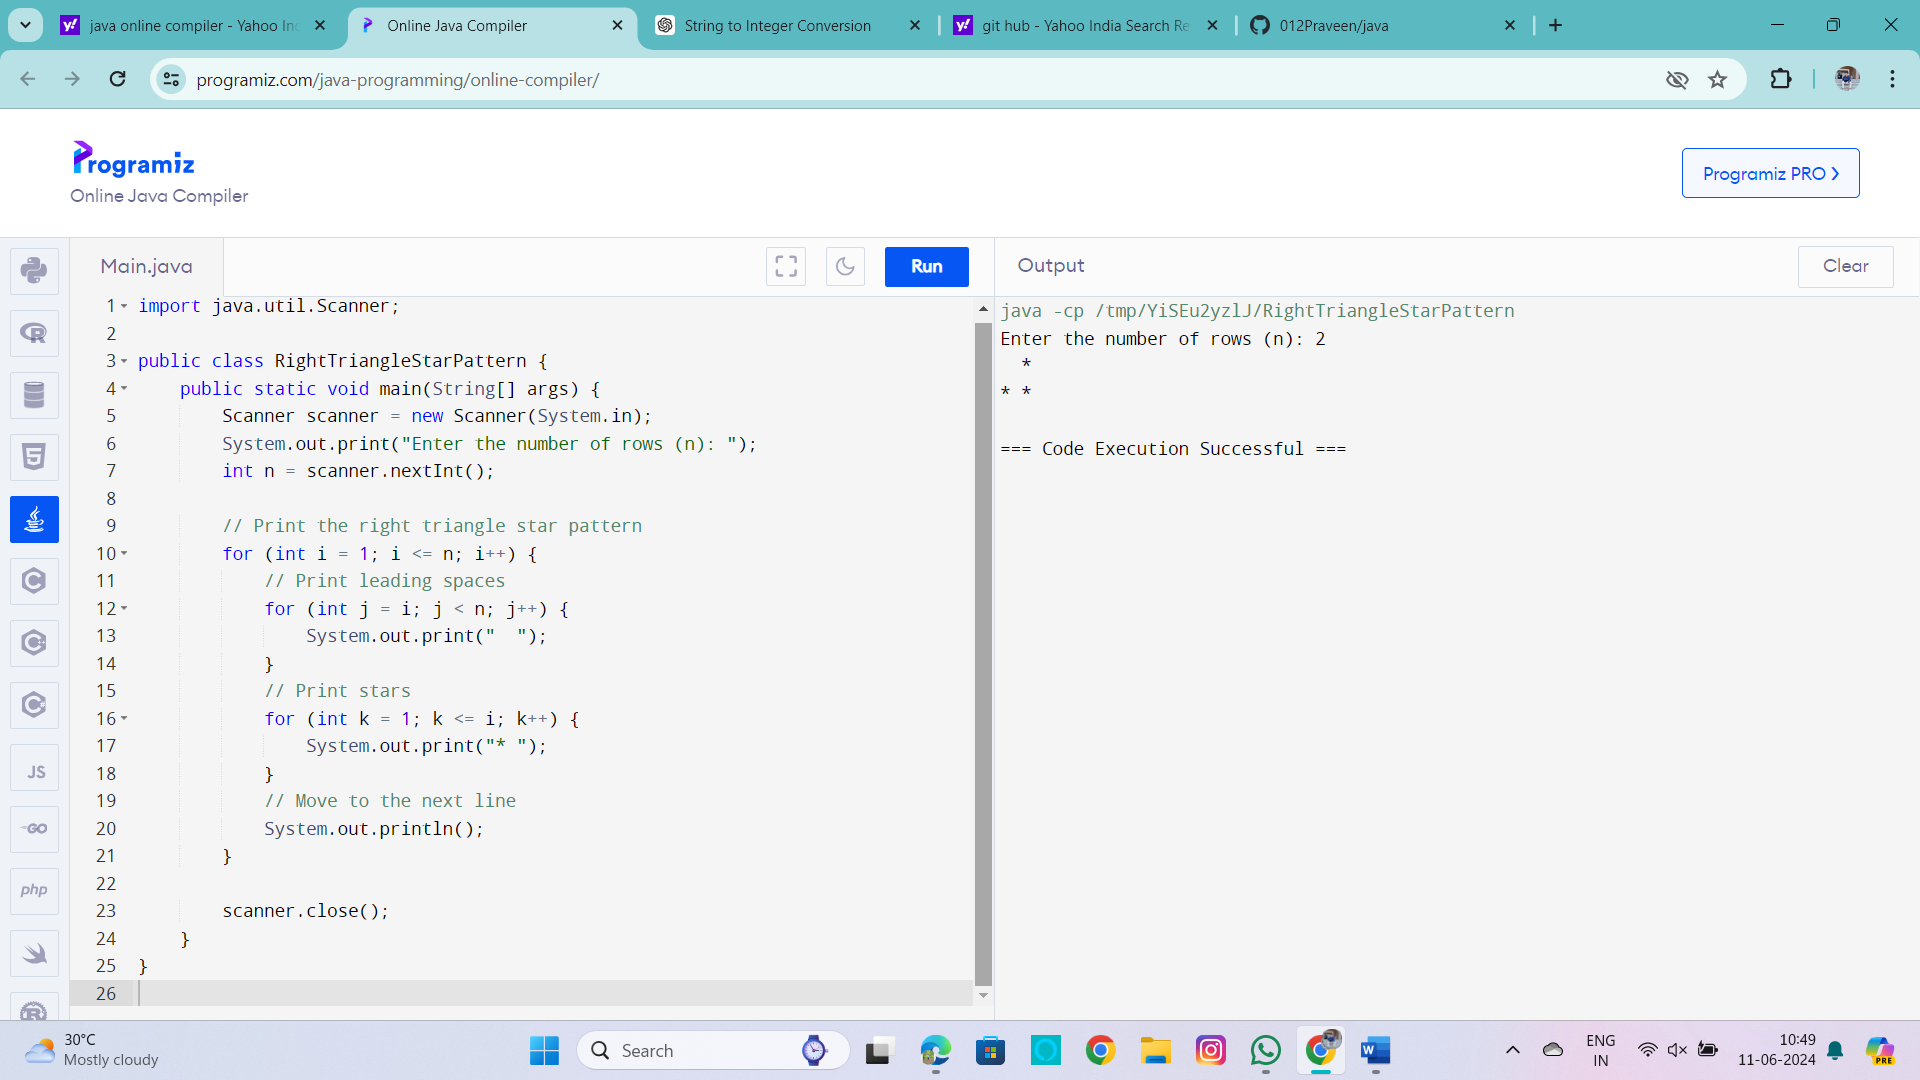 java online compiler - Yahoo In
Online Java Compiler
String to Integer Conversion
git hub - Yahoo India Search Re
012Praveen/java
programiz.com/java-programming/online-compiler/
Programiz
Online Java Compiler
Programiz PRO
Main.java
Run
Output
Clear
1 import java.util.Scanner;
2
3 public class RightTriangleStarPattern {
4     public static void main(String[] args) {
5         Scanner scanner = new Scanner(System.in);
6         System.out.print("Enter the number of rows (n): ");
7         int n = scanner.nextInt();
8
9         // Print the right triangle star pattern
10         for (int i = 1; i <= n; i++) {
11             // Print leading spaces
12             for (int j = i; j < n; j++) {
13                 System.out.print("  ");
14             }
15             // Print stars
16             for (int k = 1; k <= i; k++) {
17                 System.out.print("* ");
18             }
19             // Move to the next line
20             System.out.println();
21         }
22
23         scanner.close();
24     }
25 }
26
java -cp /tmp/YiSEu2yzlJ/RightTriangleStarPattern
Enter the number of rows (n): 2
  *
* *
=== Code Execution Successful ===
JS
GO
php
30°C
Mostly cloudy
Search
ENG
IN
10:49
11-06-2024
PRE